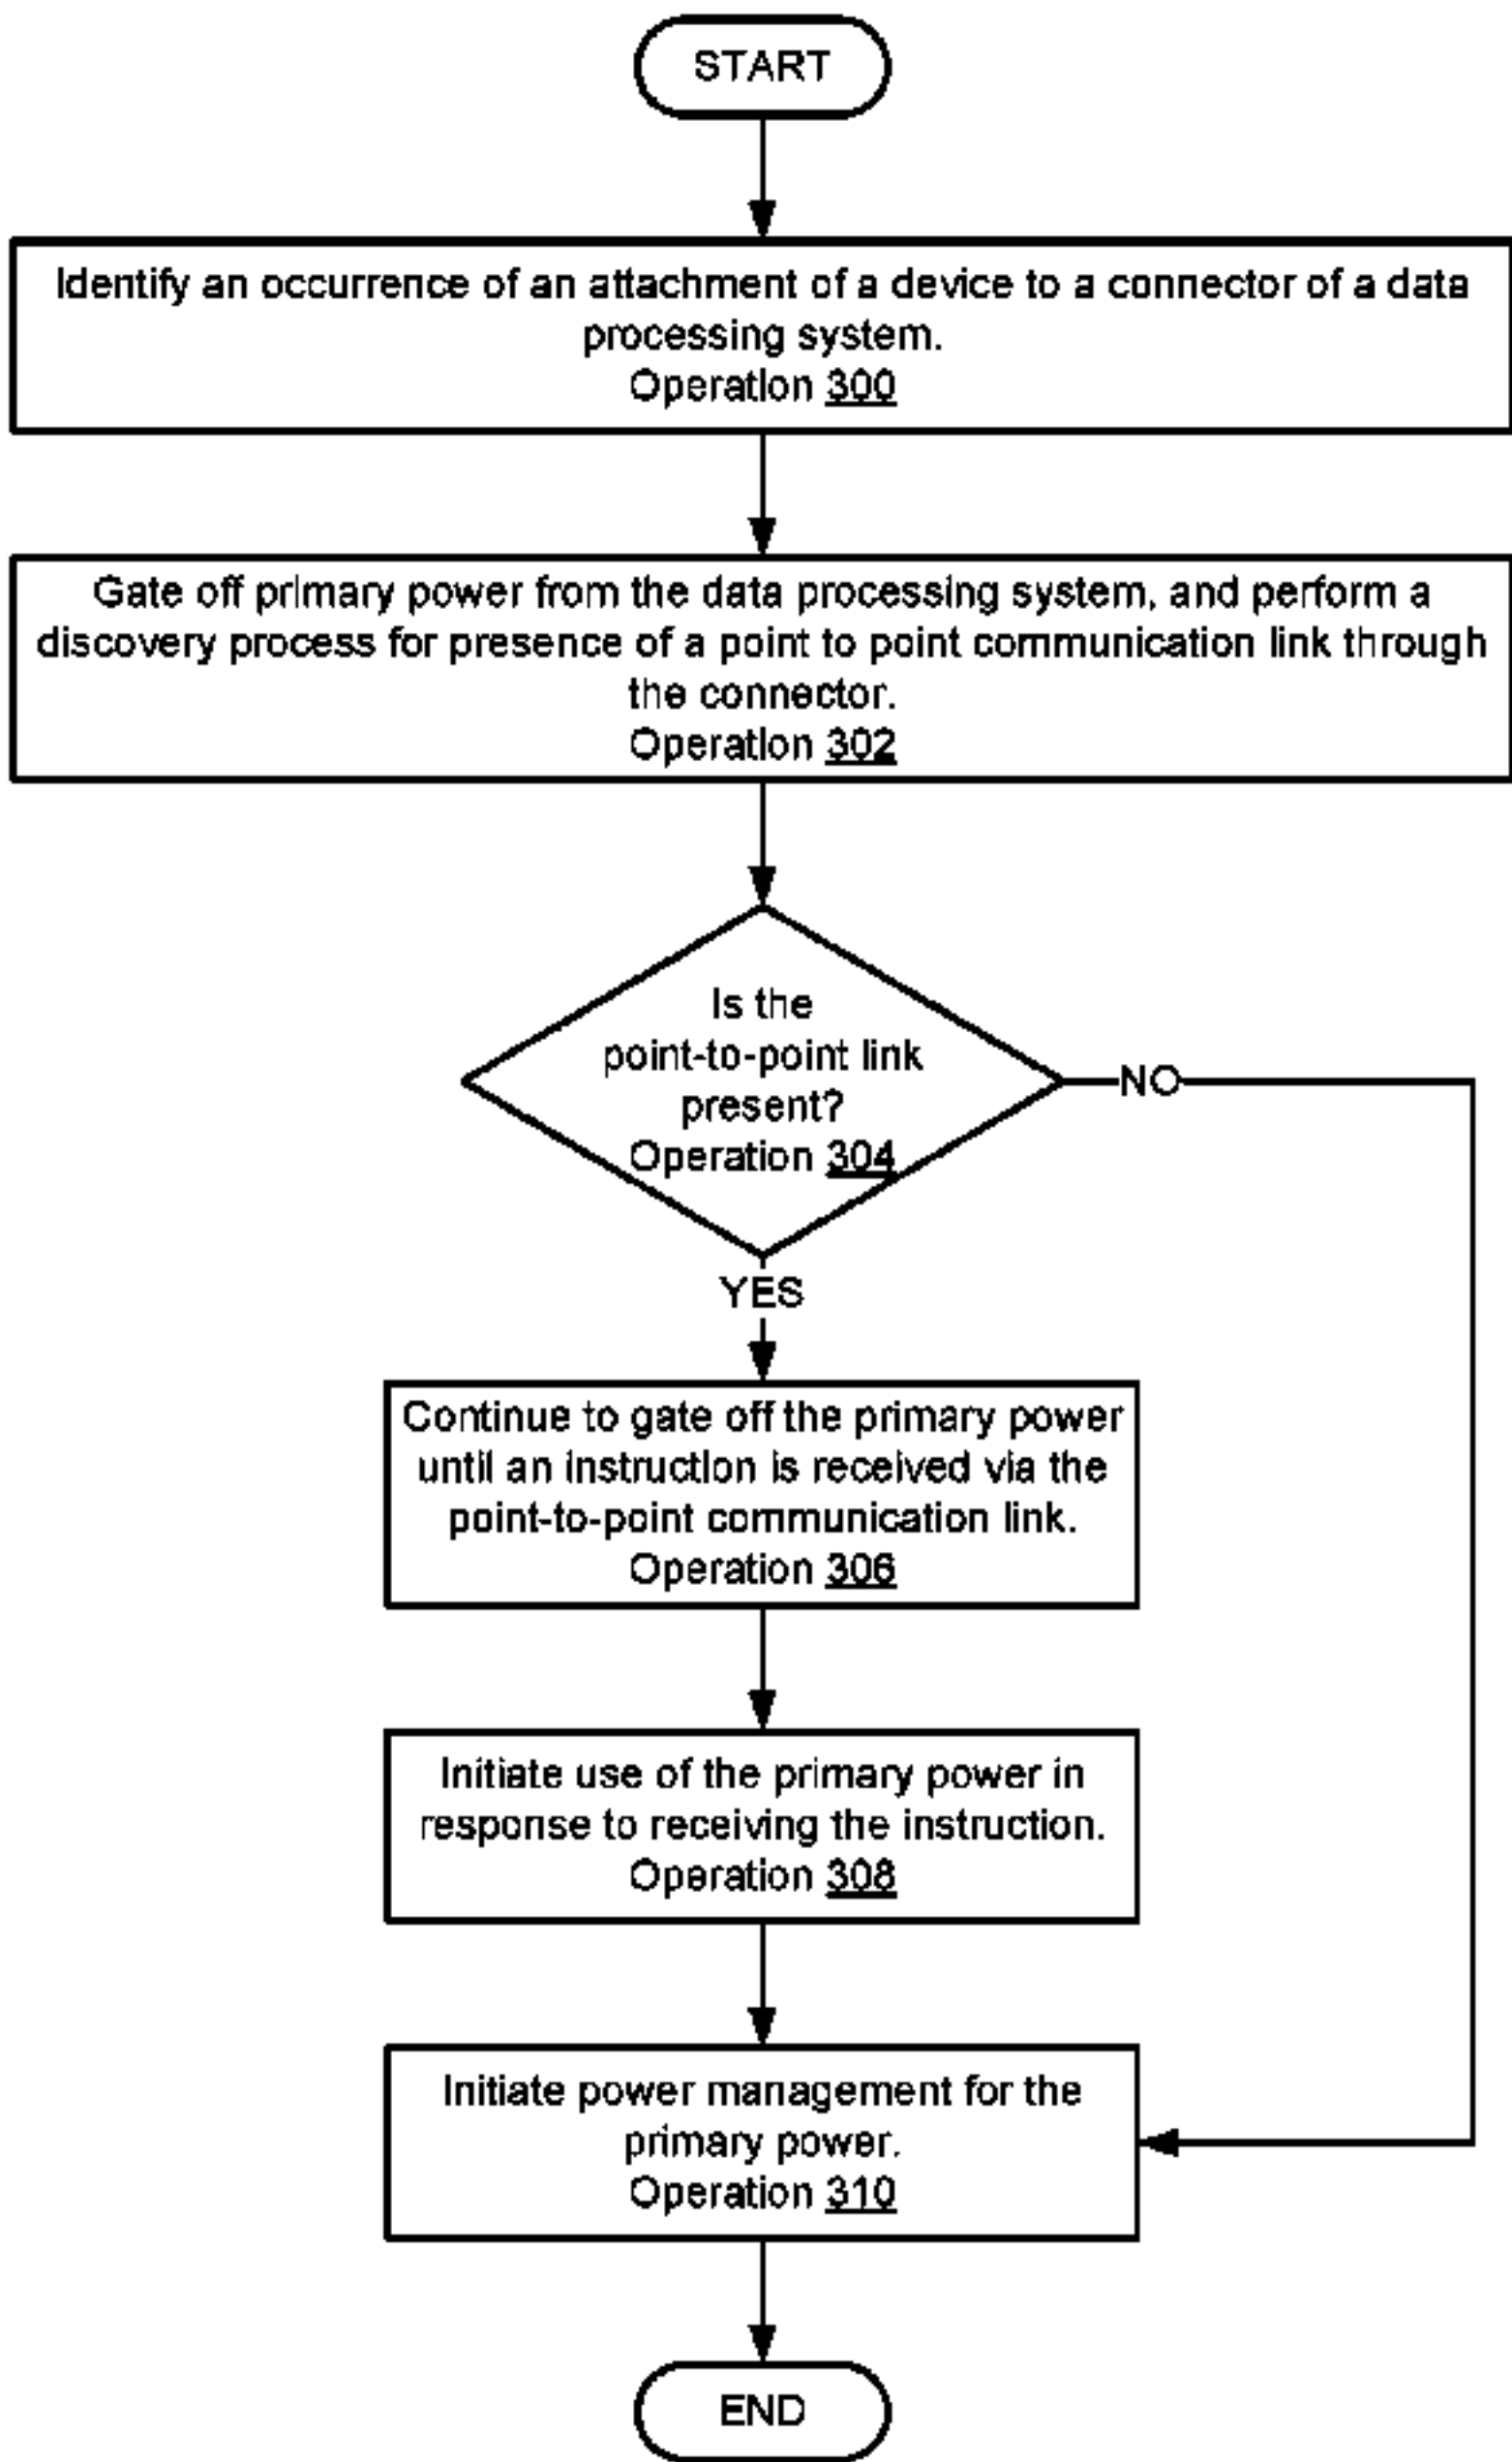 START
Identify an occurrence of an attachment of a device to a connector of a data
processing system.
Operation 300
Gate off primary power from the data processing system, and perform a
discovery process for presence of a point to point communication link through
the connector.
Operation 302
Is the
point-to-point link
present?
Operation 304
NO
YES
Continue to gate off the primary power
until an instruction is received via the
point-to-point communication link.
Operation 306
Initiate use of the primary power in
response to receiving the instruction.
Operation 308
Initiate power management for the
primary power.
Operation 310
END